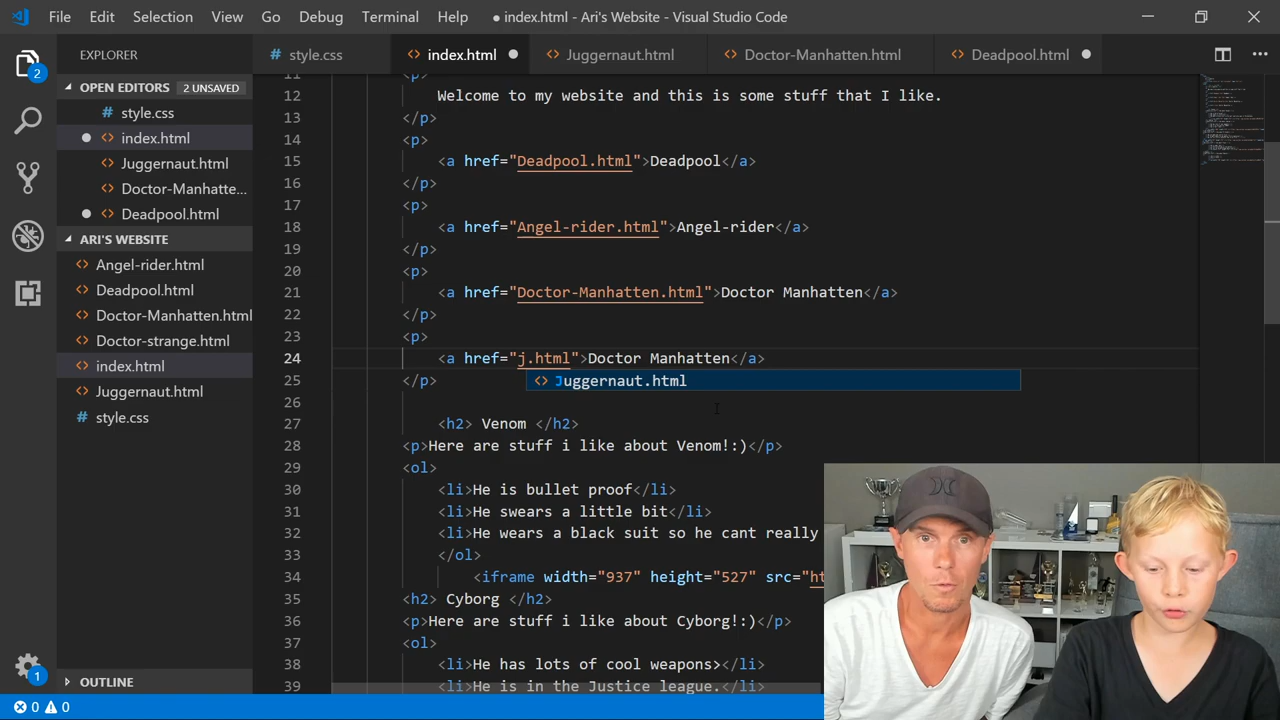 File Edit Selection View Go Debug Terminal Help ● index.html - Ari's Website - Visual Studio Code
EXPLORER
style.css index.html Juggernaut.html Doctor-Manhatten.html Deadpool.html
OPEN EDITORS 2 UNSAVED
style.css
index.html
Juggernaut.html
Doctor-Manhatte...
Deadpool.html
ARI'S WEBSITE
Angel-rider.html
Deadpool.html
Doctor-Manhatten.html
Doctor-strange.html
index.html
Juggernaut.html
style.css
OUTLINE
2
1
11 <p>
12 Welcome to my website and this is some stuff that I like.
13 </p>
14 <p>
15 <a href="Deadpool.html">Deadpool</a>
16 </p>
17 <p>
18 <a href="Angel-rider.html">Angel-rider</a>
19 </p>
20 <p>
21 <a href="Doctor-Manhatten.html">Doctor Manhatten</a>
22 </p>
23 <p>
24 <a href="j.html">Doctor Manhatten</a>
25 </p>
Juggernaut.html
26
27 <h2> Venom </h2>
28 <p>Here are stuff i like about Venom!:)</p>
29 <ol>
30 <li>He is bullet proof</li>
31 <li>He swears a little bit</li>
32 <li>He wears a black suit so he cant really
33 </ol>
34 <iframe width="937" height="527" src="ht
35 <h2> Cyborg </h2>
36 <p>Here are stuff i like about Cyborg!:)</p>
37 <ol>
38 <li>He has lots of cool weapons></li>
39 <li>He is in the Justice league.</li>
0 0